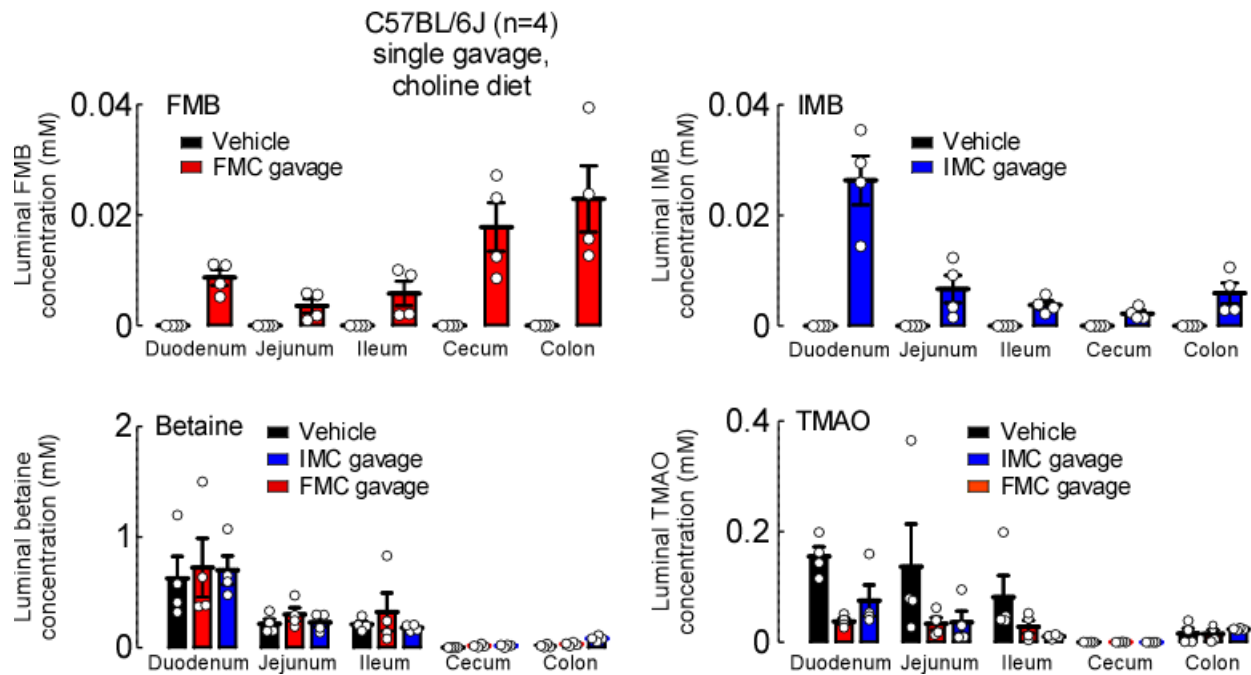 C57BL/6J (n=4)
single gavage,
choline diet
FMB
Vehicle
FMC gavage
Luminal FMB
concentration (mM)
0.04
0.02
0
Duodenum Jejunum Ileum Cecum Colon
IMB
Vehicle
IMC gavage
Luminal IMB
concentration (mM)
0.04
0.02
0
Duodenum Jejunum Ileum Cecum Colon
Betaine
Vehicle
IMC gavage
FMC gavage
Luminal betaine
concentration (mM)
2
1
0
Duodenum Jejunum Ileum Cecum Colon
TMAO
Vehicle
IMC gavage
FMC gavage
Luminal TMAO
concentration (mM)
0.4
0.2
0
Duodenum Jejunum Ileum Cecum Colon